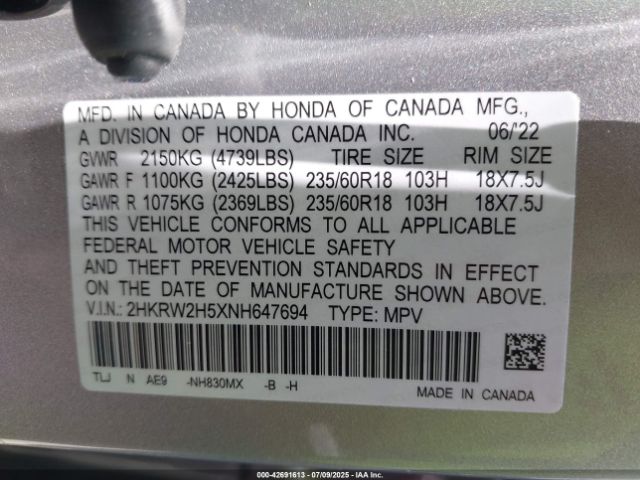 MFD. IN CANADA BY HONDA OF CANADA MFG.,
A DIVISION OF HONDA CANADA INC. 06/'22
GVWR 2150KG (4739LBS) TIRE SIZE RIM SIZE
GAWR F 1100KG (2425LBS) 235/60R18 103H 18X7.5J
GAWR R 1075KG (2369LBS) 235/60R18 103H 18X7.5J
THIS VEHICLE CONFORMS TO ALL APPLICABLE
FEDERAL MOTOR VEHICLE SAFETY
AND THEFT PREVENTION STANDARDS IN EFFECT
ON THE DATE OF MANUFACTURE SHOWN ABOVE.
V.I.N.: 2HKRW2H5XNH647694 TYPE: MPV
TLJ N AE9 -NH830MX -B -H
MADE IN CANADA
000-42691613 - 07/09/2025 - IAAI.com